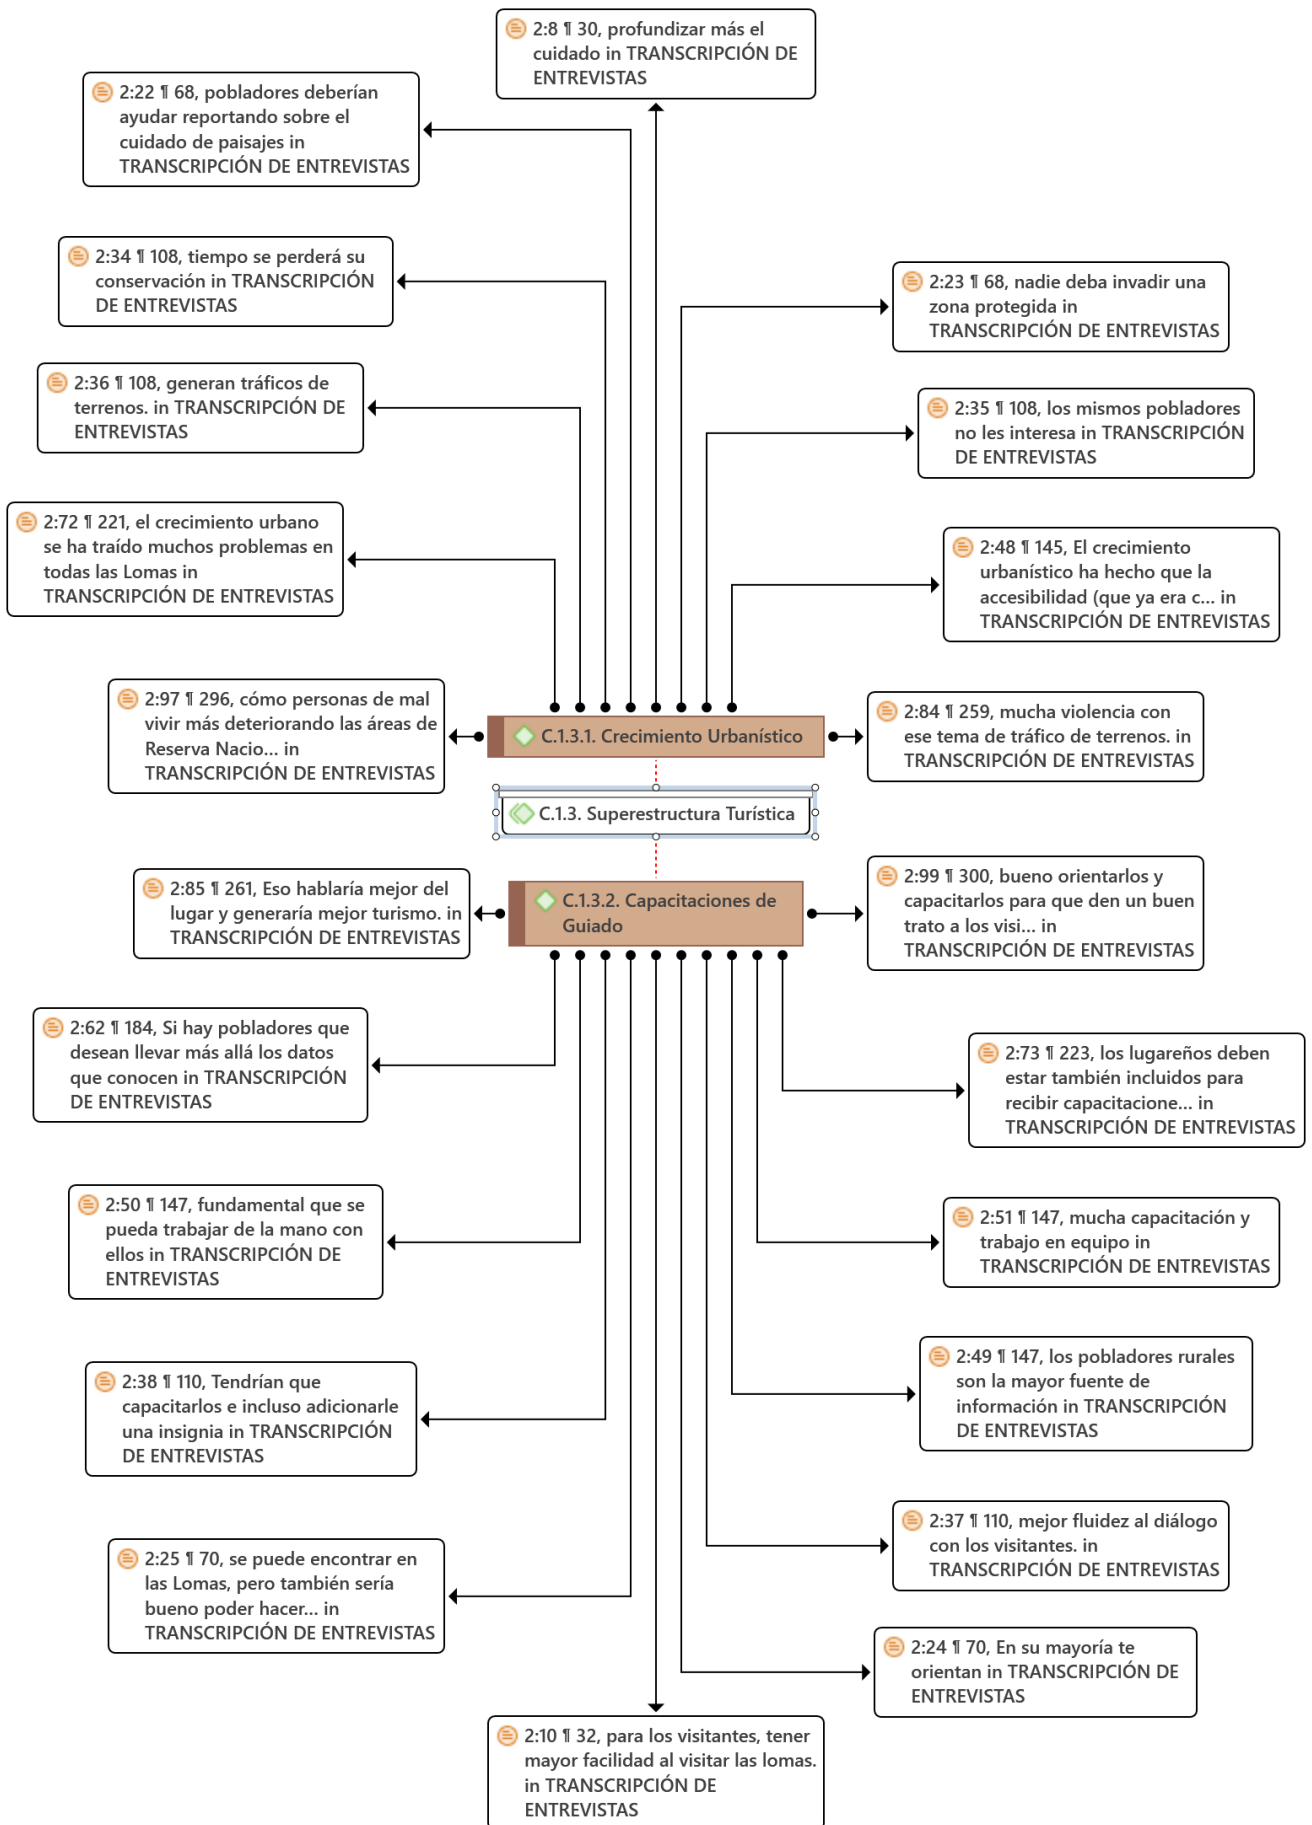 2:8 ¶ 30, profundizar más el
cuidado in TRANSCRIPCIÓN DE
ENTREVISTAS
2:22 ¶ 68, pobladores deberían
ayudar reportando sobre el
cuidado de paisajes in
TRANSCRIPCIÓN DE ENTREVISTAS
2:34 ¶ 108, tiempo se perderá su
conservación in TRANSCRIPCIÓN
DE ENTREVISTAS
2:23 ¶ 68, nadie deba invadir una
zona protegida in
TRANSCRIPCIÓN DE ENTREVISTAS
2:36 ¶ 108, generan tráficos de
terrenos. in TRANSCRIPCIÓN DE
ENTREVISTAS
2:35 ¶ 108, los mismos pobladores
no les interesa in TRANSCRIPCIÓN
DE ENTREVISTAS
2:72 ¶ 221, el crecimiento urbano
se ha traído muchos problemas en
todas las Lomas in
TRANSCRIPCIÓN DE ENTREVISTAS
2:48 ¶ 145, El crecimiento
urbanístico ha hecho que la
accesibilidad (que ya era c... in
TRANSCRIPCIÓN DE ENTREVISTAS
2:97 ¶ 296, cómo personas de mal
vivir más deteriorando las áreas de
Reserva Nacio... in
TRANSCRIPCIÓN DE ENTREVISTAS
C.1.3.1. Crecimiento Urbanístico
2:84 ¶ 259, mucha violencia con
ese tema de tráfico de terrenos. in
TRANSCRIPCIÓN DE ENTREVISTAS
C.1.3. Superestructura Turística
2:85 ¶ 261, Eso hablaría mejor del
lugar y generaría mejor turismo. in
TRANSCRIPCIÓN DE ENTREVISTAS
C.1.3.2. Capacitaciones de
Guiado
2:99 ¶ 300, bueno orientarlos y
capacitarlos para que den un buen
trato a los visi... in
TRANSCRIPCIÓN DE ENTREVISTAS
2:62 ¶ 184, Si hay pobladores que
desean llevar más allá los datos
que conocen in TRANSCRIPCIÓN
DE ENTREVISTAS
2:73 ¶ 223, los lugareños deben
estar también incluidos para
recibir capacitacione... in
TRANSCRIPCIÓN DE ENTREVISTAS
2:50 ¶ 147, fundamental que se
pueda trabajar de la mano con
ellos in TRANSCRIPCIÓN DE
ENTREVISTAS
2:51 ¶ 147, mucha capacitación y
trabajo en equipo in
TRANSCRIPCIÓN DE ENTREVISTAS
2:38 ¶ 110, Tendrían que
capacitarlos e incluso adicionarle
una insignia in TRANSCRIPCIÓN
DE ENTREVISTAS
2:49 ¶ 147, los pobladores rurales
son la mayor fuente de
información in TRANSCRIPCIÓN
DE ENTREVISTAS
2:25 ¶ 70, se puede encontrar en
las Lomas, pero también sería
bueno poder hacer... in
TRANSCRIPCIÓN DE ENTREVISTAS
2:37 ¶ 110, mejor fluidez al diálogo
con los visitantes. in
TRANSCRIPCIÓN DE ENTREVISTAS
2:24 ¶ 70, En su mayoría te
orientan in TRANSCRIPCIÓN DE
ENTREVISTAS
2:10 ¶ 32, para los visitantes, tener
mayor facilidad al visitar las lomas.
in TRANSCRIPCIÓN DE
ENTREVISTAS